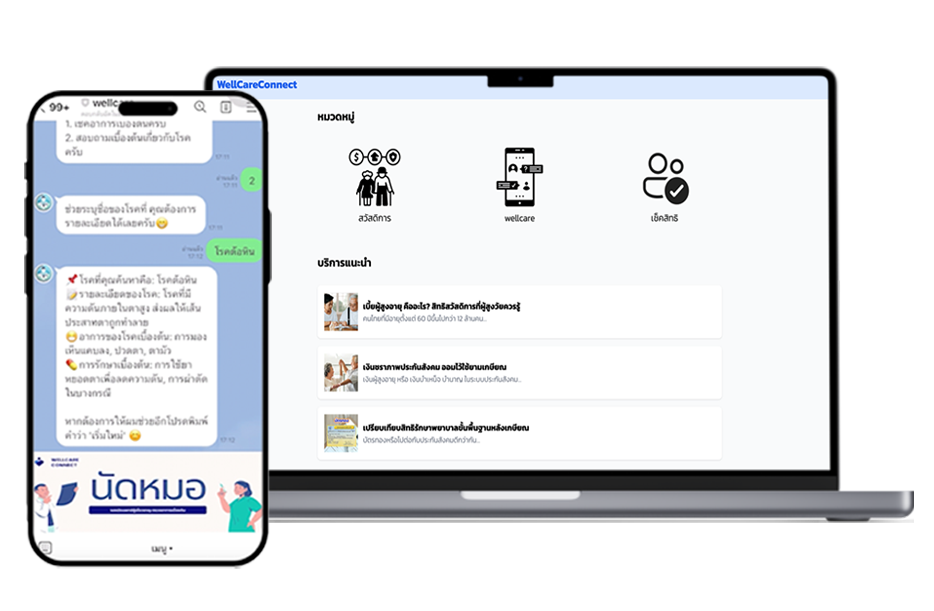 99+
wellcare
1. เช็คอาการเบื้องต้นครับ
2. สอบถามเบื้องต้นเกี่ยวกับโรค
ครับ
17:11
อ่านแล้ว
17:11
2
ช่วยระบุชื่อของโรคที่ คุณต้องการ
รายละเอียดได้เลยครับ😁
17:11
อ่านแล้ว
17:12
โรคต้อหิน
📌โรคที่คุณค้นหาคือ: โรคต้อหิน
📝รายละเอียดของโรค: โรคที่มี
ความดันภายในตาสูง ส่งผลให้เส้น
ประสาทตาถูกทำลาย
😷อาการของโรคเบื้องต้น: การมอง
เห็นแคบลง, ปวดตา, ตามัว
💊การรักษาเบื้องต้น: การใช้ยา
หยอดตาเพื่อลดความดัน, การผ่าตัด
ในบางกรณี
หากต้องการให้ผมช่วยอีกโปรดพิมพ์
คำว่า 'เริ่มใหม่' 😊
17:12
WELLCARE
CONNECT
นัดหมอ
เมนู
WellCareConnect
หมวดหมู่
สวัสดิการ
wellcare
เช็คสิทธิ
บริการแนะนำ
เบี้ยผู้สูงอายุ คืออะไร? สิทธิสวัสดิการที่ผู้สูงวัยควรรู้
คนไทยที่มีอายุตั้งแต่ 60 ปีขึ้นไปกว่า 12 ล้านคน..
เงินชราภาพประกันสังคม ออมไว้ใช้ยามเกษียณ
เงินผู้สูงอายุ หรือ เงินบำเหน็จ บำนาญ ในระบบประกันสังคม..
เปรียบเทียบสิทธิรักษาพยาบาลขั้นพื้นฐานหลังเกษียณ
บัตรทองหรือไปต่อกับประกันสังคมดีกว่ากัน..